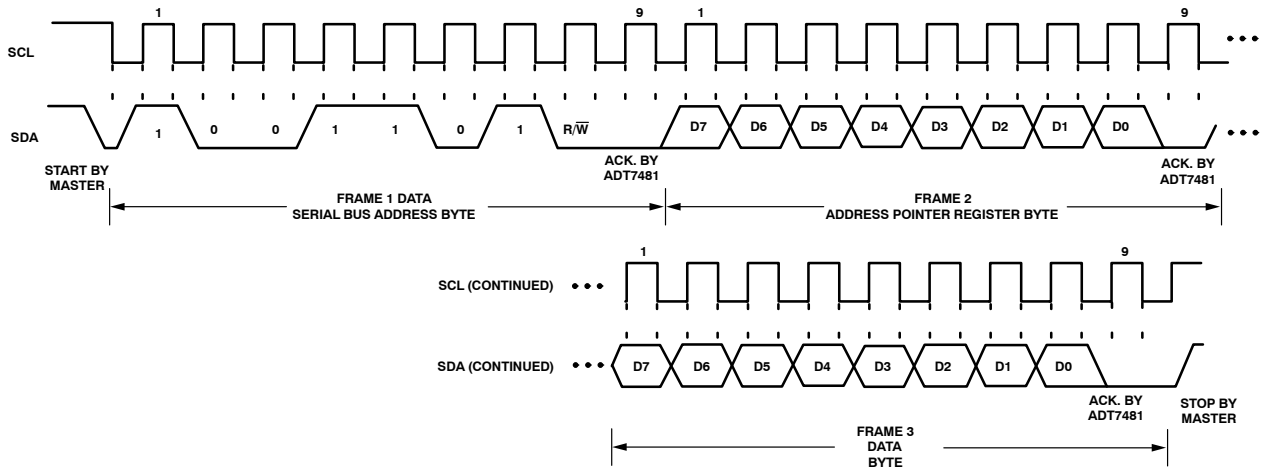 1 9 1 9
SCL
SDA
1 0 0 1 1 0 1 R/W̅ D7 D6 D5 D4 D3 D2 D1 D0
START BY
MASTER
ACK. BY
ADT7481
ACK. BY
ADT7481
FRAME 1 DATA
SERIAL BUS ADDRESS BYTE
FRAME 2
ADDRESS POINTER REGISTER BYTE
1 9
SCL (CONTINUED)
SDA (CONTINUED)
D7 D6 D5 D4 D3 D2 D1 D0
ACK. BY
ADT7481
STOP BY
MASTER
FRAME 3
DATA
BYTE